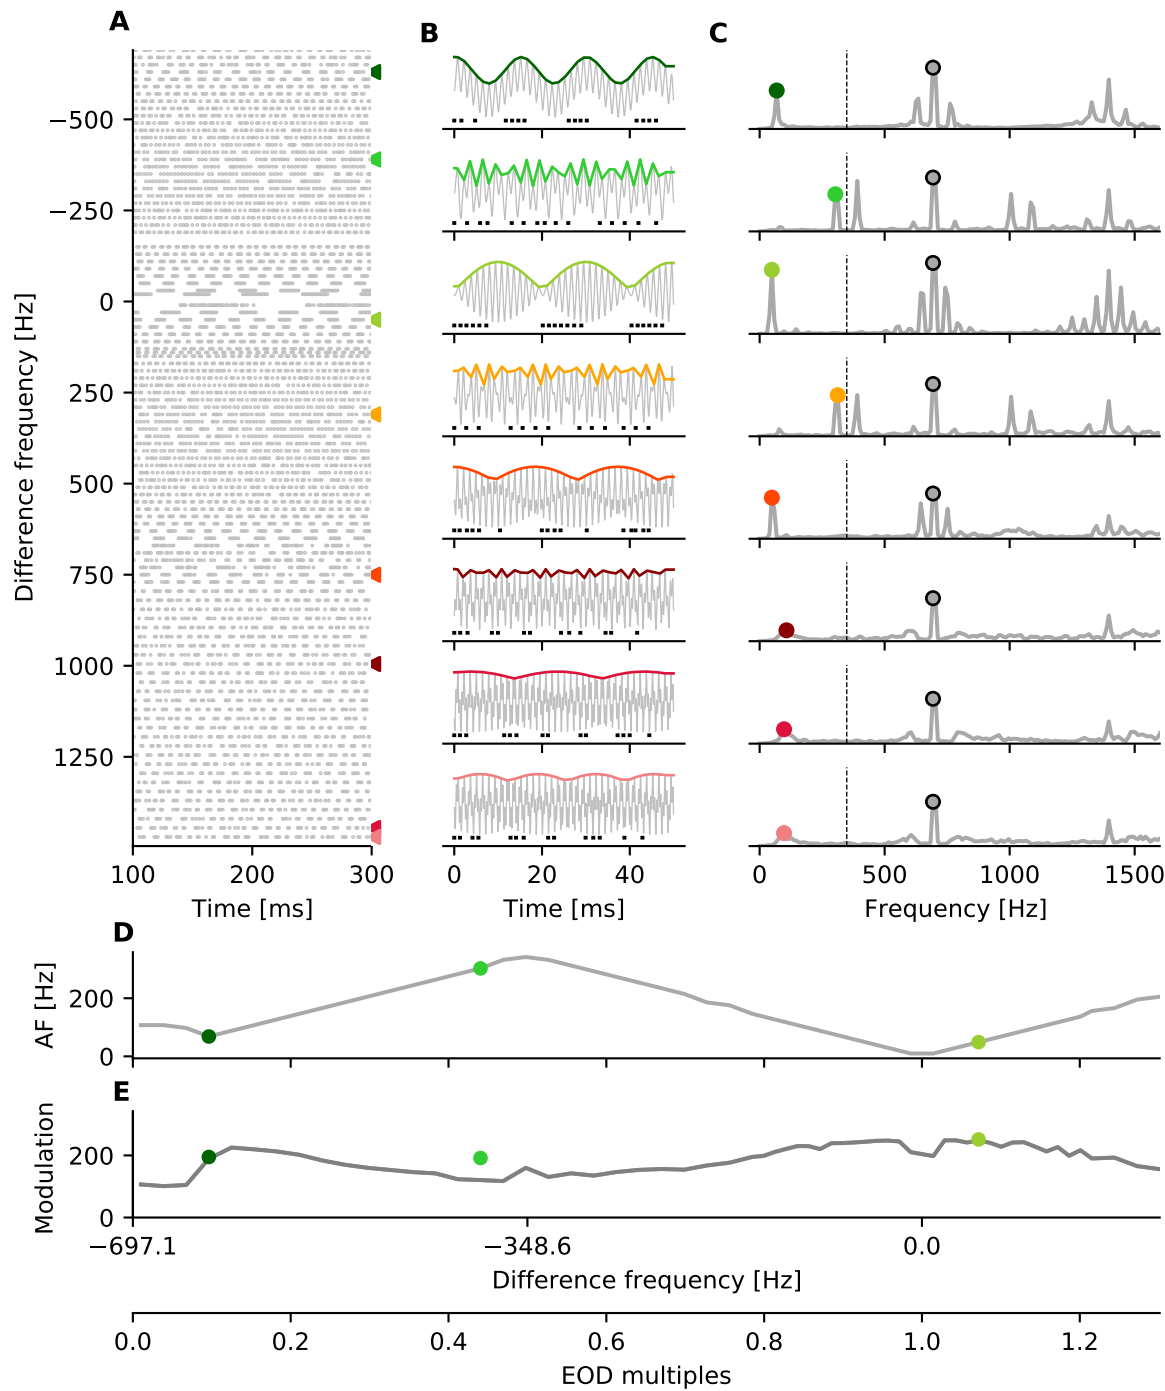 A
B
C
Difference frequency [Hz]
−500
−250
0
250
500
750
1000
1250
100
200
300
Time [ms]
0
20
40
Time [ms]
0
500
1000
1500
Frequency [Hz]
D
AF [Hz]
200
0
E
Modulation
200
0
−697.1
−348.6
0.0
Difference frequency [Hz]
0.0
0.2
0.4
0.6
0.8
1.0
1.2
EOD multiples